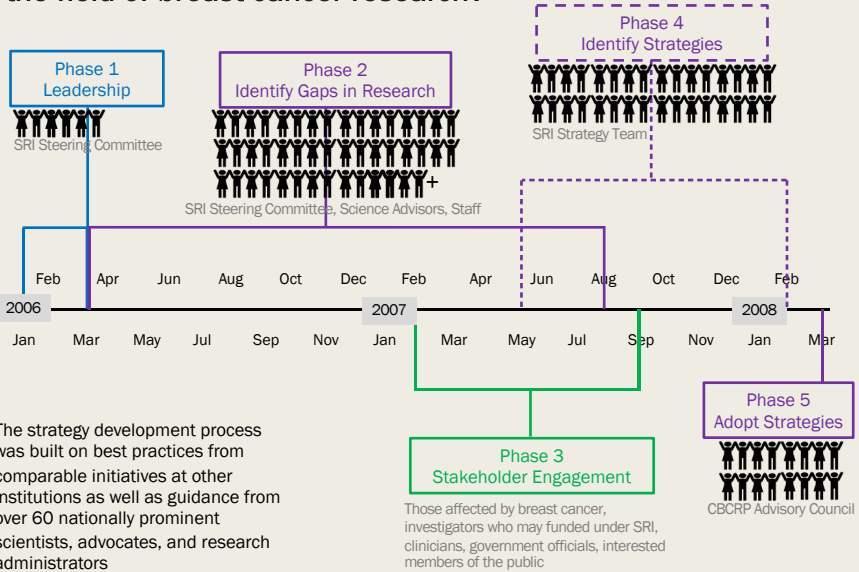 the field of breast cancer research?
Phase 1
Leadership
SRI Steering Committee
Phase 2
Identify Gaps in Research
+
SRI Steering Committee, Science Advisors, Staff
Phase 4
Identify Strategies
SRI Strategy Team
Feb Apr Jun Aug Oct Dec Feb Apr Jun Aug Oct Dec Feb
2006 2007 2008
Jan Mar May Jul Sep Nov Jan Mar May Jul Sep Nov Jan Mar
The strategy development process
was built on best practices from
comparable initiatives at other
institutions as well as guidance from
over 60 nationally prominent
scientists, advocates, and research
administrators
Phase 3
Stakeholder Engagement
Those affected by breast cancer,
investigators who may funded under SRI,
clinicians, government officials, interested
members of the public
Phase 5
Adopt Strategies
CBCRP Advisory Council